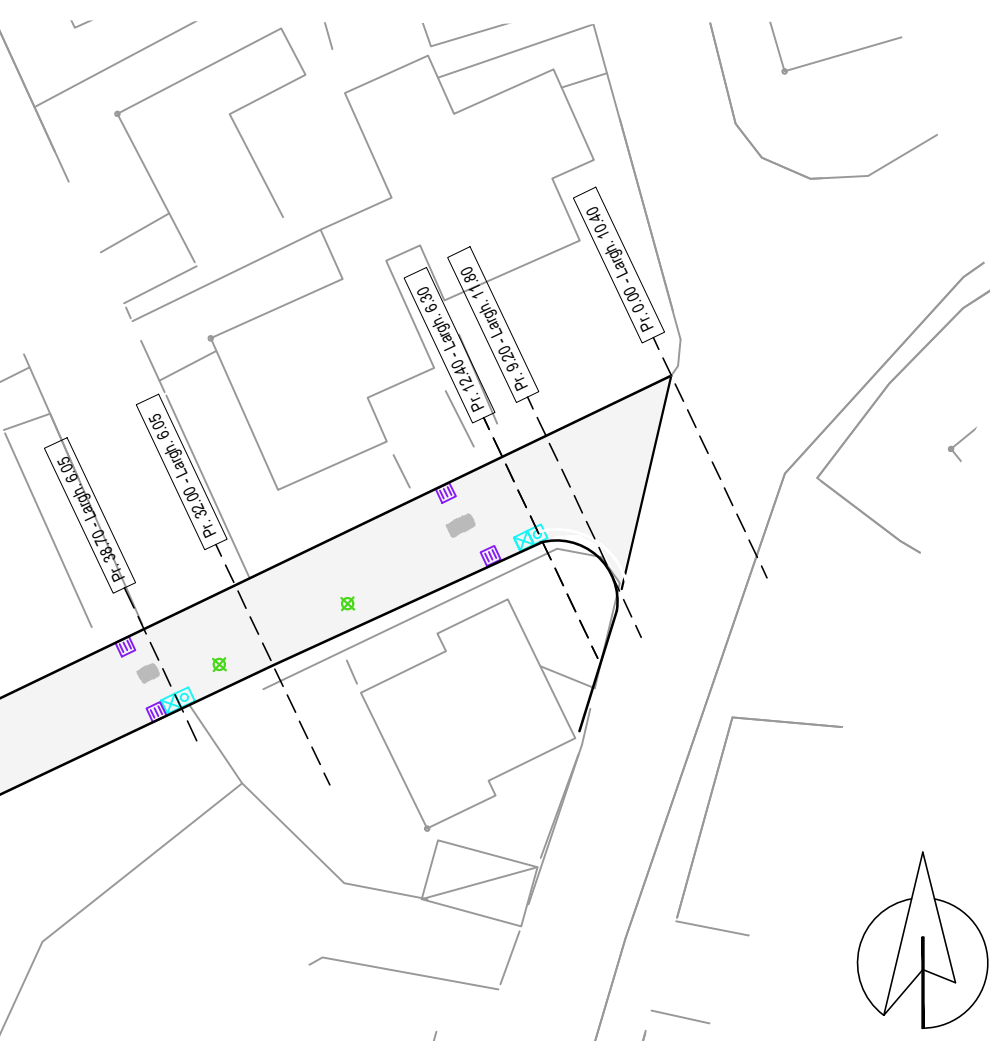 Pr. 38.70 - Largh. 6.05
Pr. 32.00 - Largh. 6.05
Pr. 12.40 - Largh. 6.30
Pr. 9.20 - Largh. 11.80
Pr. 0.00 - Largh. 10.40